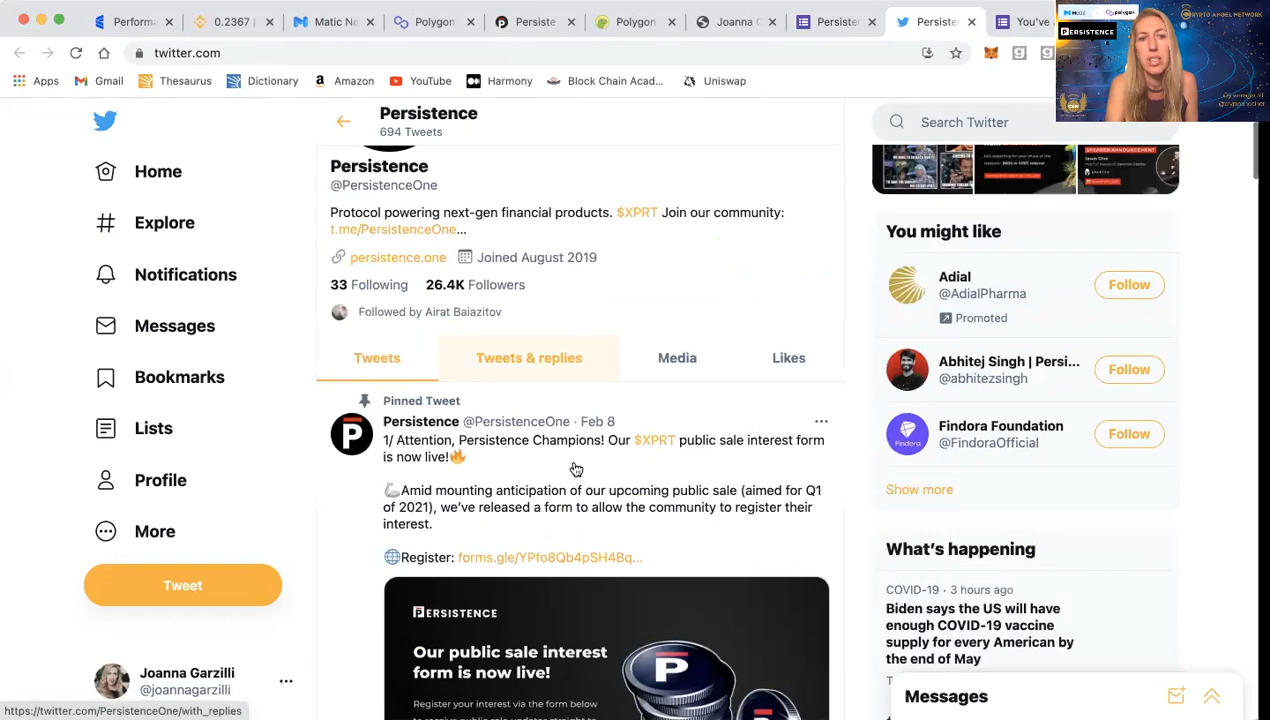 Performa
0.2367 |
Matic Ne
Polygon
Persiste
Polygon
Joanna G
Persiste
Persiste
You've
twitter.com
Apps
Gmail
Thesaurus
Dictionary
Amazon
YouTube
Harmony
Block Chain Acad...
Uniswap
Matic
polygon
CRYPTO ANGEL NETWORK
PERSISTENCE
Persistence
694 Tweets
Search Twitter
Home
Explore
Notifications
Messages
Bookmarks
Lists
Profile
More
Tweet
Joanna Garzilli
@joannagarzilli
Persistence
@PersistenceOne
Protocol powering next-gen financial products. $XPRT Join our community:
t.me/PersistenceOne...
persistence.one Joined August 2019
33 Following 26.4K Followers
Followed by Airat Baiazitov
Tweets Tweets & replies Media Likes
Pinned Tweet
Persistence @PersistenceOne · Feb 8
1/ Attention, Persistence Champions! Our $XPRT public sale interest form
is now live!🔥
🦾Amid mounting anticipation of our upcoming public sale (aimed for Q1
of 2021), we've released a form to allow the community to register their
interest.
🌐Register: forms.gle/YPfo8Qb4pSH4Bq...
PERSISTENCE
Our public sale interest
form is now live!
Register your interest via the form below
You might like
Adial
@AdialPharma
Promoted
Follow
Abhitej Singh | Persi...
@abhitezsingh
Follow
Findora Foundation
@FindoraOfficial
Follow
Show more
What's happening
COVID-19 · 3 hours ago
Biden says the US will have
enough COVID-19 vaccine
supply for every American by
the end of May
Messages
https://twitter.com/PersistenceOne/with_replies